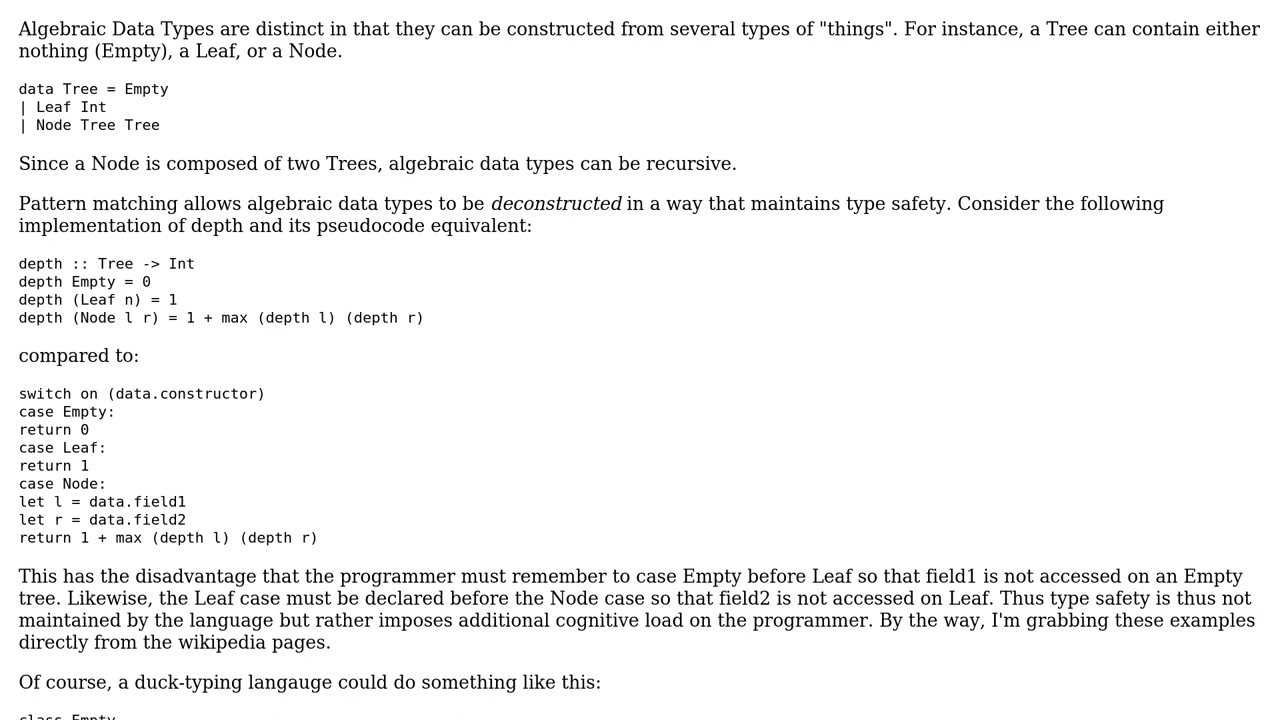 Algebraic Data Types are distinct in that they can be constructed from several types of "things". For instance, a Tree can contain either
nothing (Empty), a Leaf, or a Node.
data Tree = Empty
| Leaf Int
| Node Tree Tree
Since a Node is composed of two Trees, algebraic data types can be recursive.
Pattern matching allows algebraic data types to be deconstructed in a way that maintains type safety. Consider the following
implementation of depth and its pseudocode equivalent:
depth :: Tree -> Int
depth Empty = 0
depth (Leaf n) = 1
depth (Node l r) = 1 + max (depth l) (depth r)
compared to:
switch on (data.constructor)
case Empty:
return 0
case Leaf:
return 1
case Node:
let l = data.field1
let r = data.field2
return 1 + max (depth l) (depth r)
This has the disadvantage that the programmer must remember to case Empty before Leaf so that field1 is not accessed on an Empty
tree. Likewise, the Leaf case must be declared before the Node case so that field2 is not accessed on Leaf. Thus type safety is thus not
maintained by the language but rather imposes additional cognitive load on the programmer. By the way, I'm grabbing these examples
directly from the wikipedia pages.
Of course, a duck-typing langauge could do something like this:
class Empty